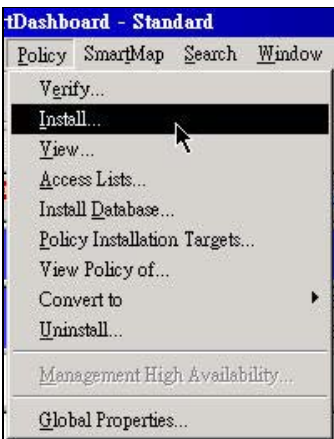 tDashboard - Standard
Policy SmartMap Search Window
Verify...
Install...
View...
Access Lists...
Install Database...
Policy Installation Targets...
View Policy of...
Convert to
Uninstall...
Management High Availability...
Global Properties...